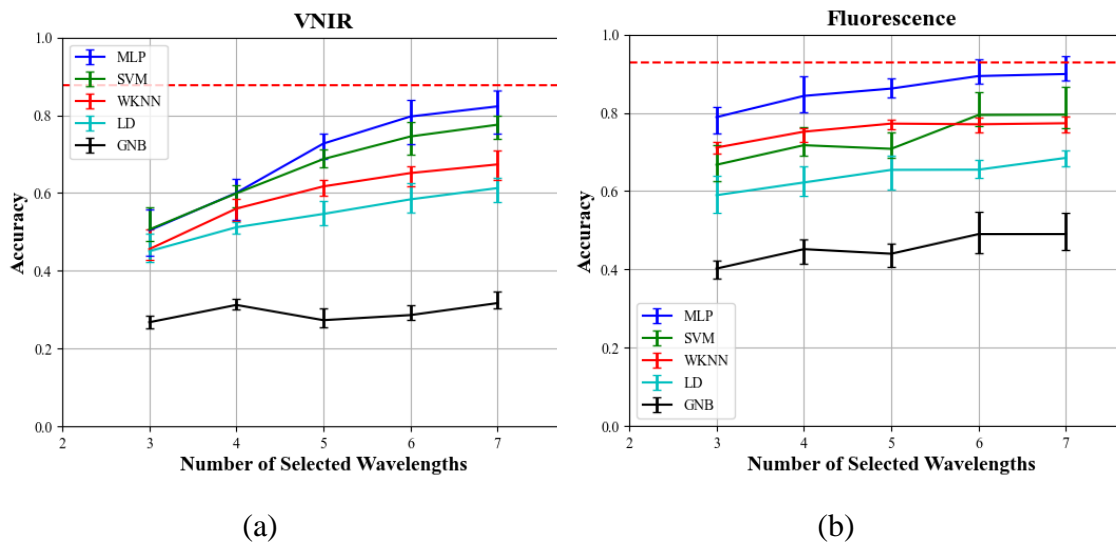 VNIR
1.0
0.8
0.6
0.4
0.2
0.0
Accuracy
MLP
SVM
WKNN
LD
GNB
2 3 4 5 6 7
Number of Selected Wavelengths
(a)
Fluorescence
1.0
0.8
0.6
0.4
0.2
0.0
Accuracy
MLP
SVM
WKNN
LD
GNB
2 3 4 5 6 7
Number of Selected Wavelengths
(b)